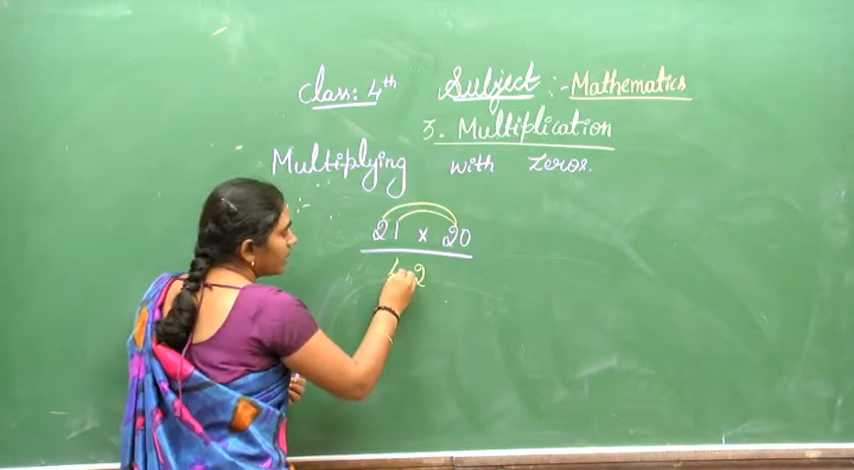 Class: 4th Subject :- Mathematics
3. Multiplication
Multiplying with zeros.
21 x 20
42